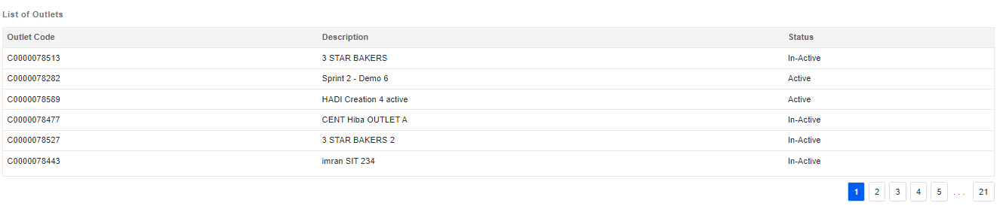 List of Outlets
Outlet Code Description Status
C0000078513 3 STAR BAKERS In-Active
C0000078282 Sprint 2 - Demo 6 Active
C0000078589 HADI Creation 4 active Active
C0000078477 CENT Hiba OUTLET A In-Active
C0000078527 3 STAR BAKERS 2 In-Active
C0000078443 imran SIT 234 In-Active
1 2 3 4 5 . . . 21